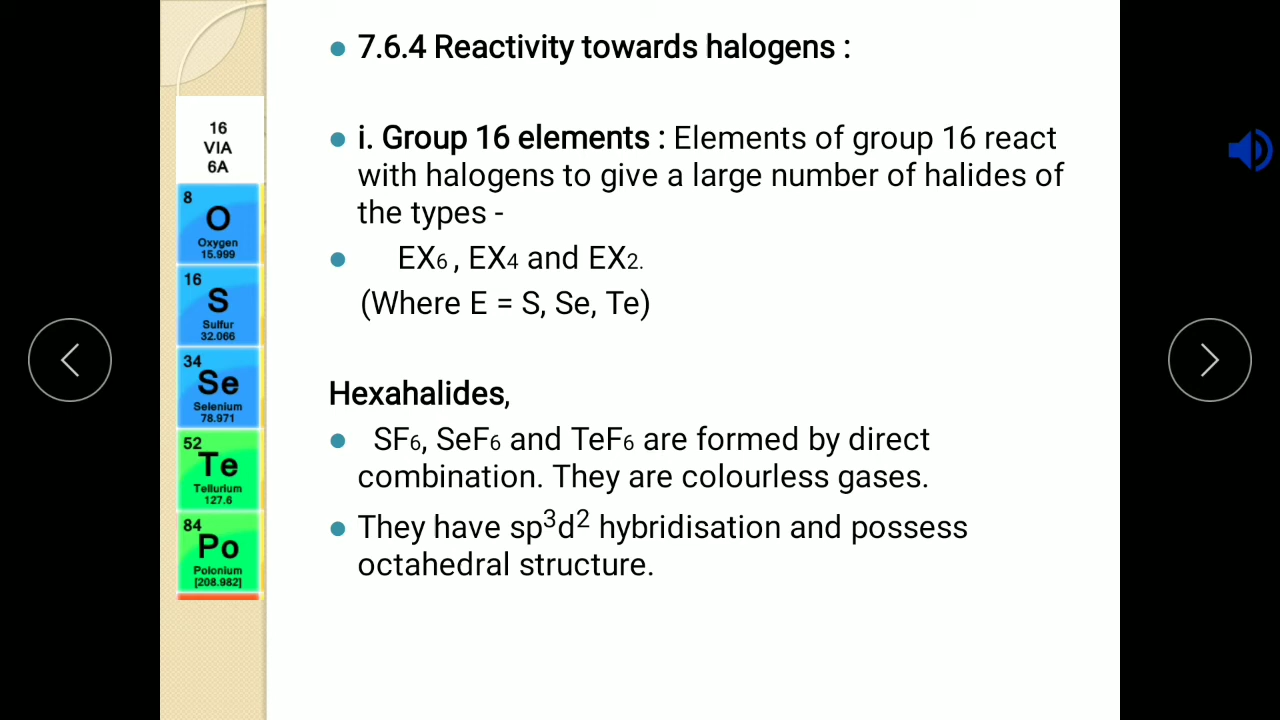 7.6.4 Reactivity towards halogens :
i. Group 16 elements : Elements of group 16 react
with halogens to give a large number of halides of
the types -
EX6 , EX4 and EX2.
(Where E = S, Se, Te)
Hexahalides,
SF6, SeF6 and TeF6 are formed by direct
combination. They are colourless gases.
They have sp3d2 hybridisation and possess
octahedral structure.
16
VIA
6A
8
O
Oxygen
15.999
16
S
Sulfur
32.066
34
Se
Selenium
78.971
52
Te
Tellurium
127.6
84
Po
Polonium
[208.982]